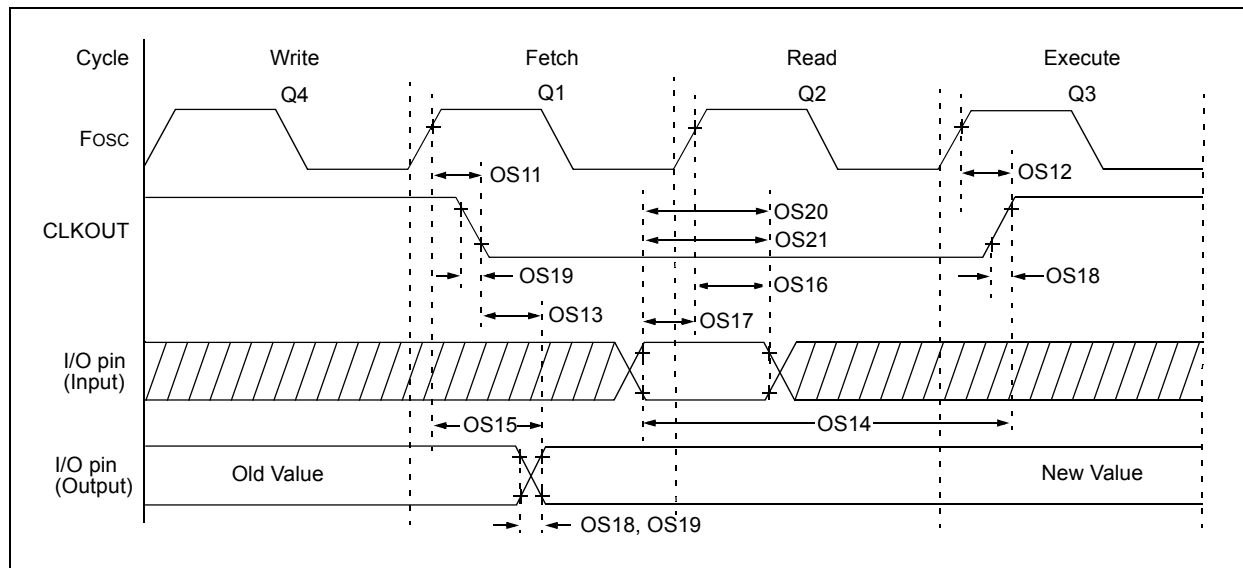 Cycle Write Fetch Read Execute
Q4 Q1 Q2 Q3
FOSC
OS11 OS12
OS20
CLKOUT
OS21
OS19 OS16 OS18
OS13 OS17
I/O pin
(Input)
OS15 OS14
I/O pin
(Output)
Old Value New Value
OS18, OS19